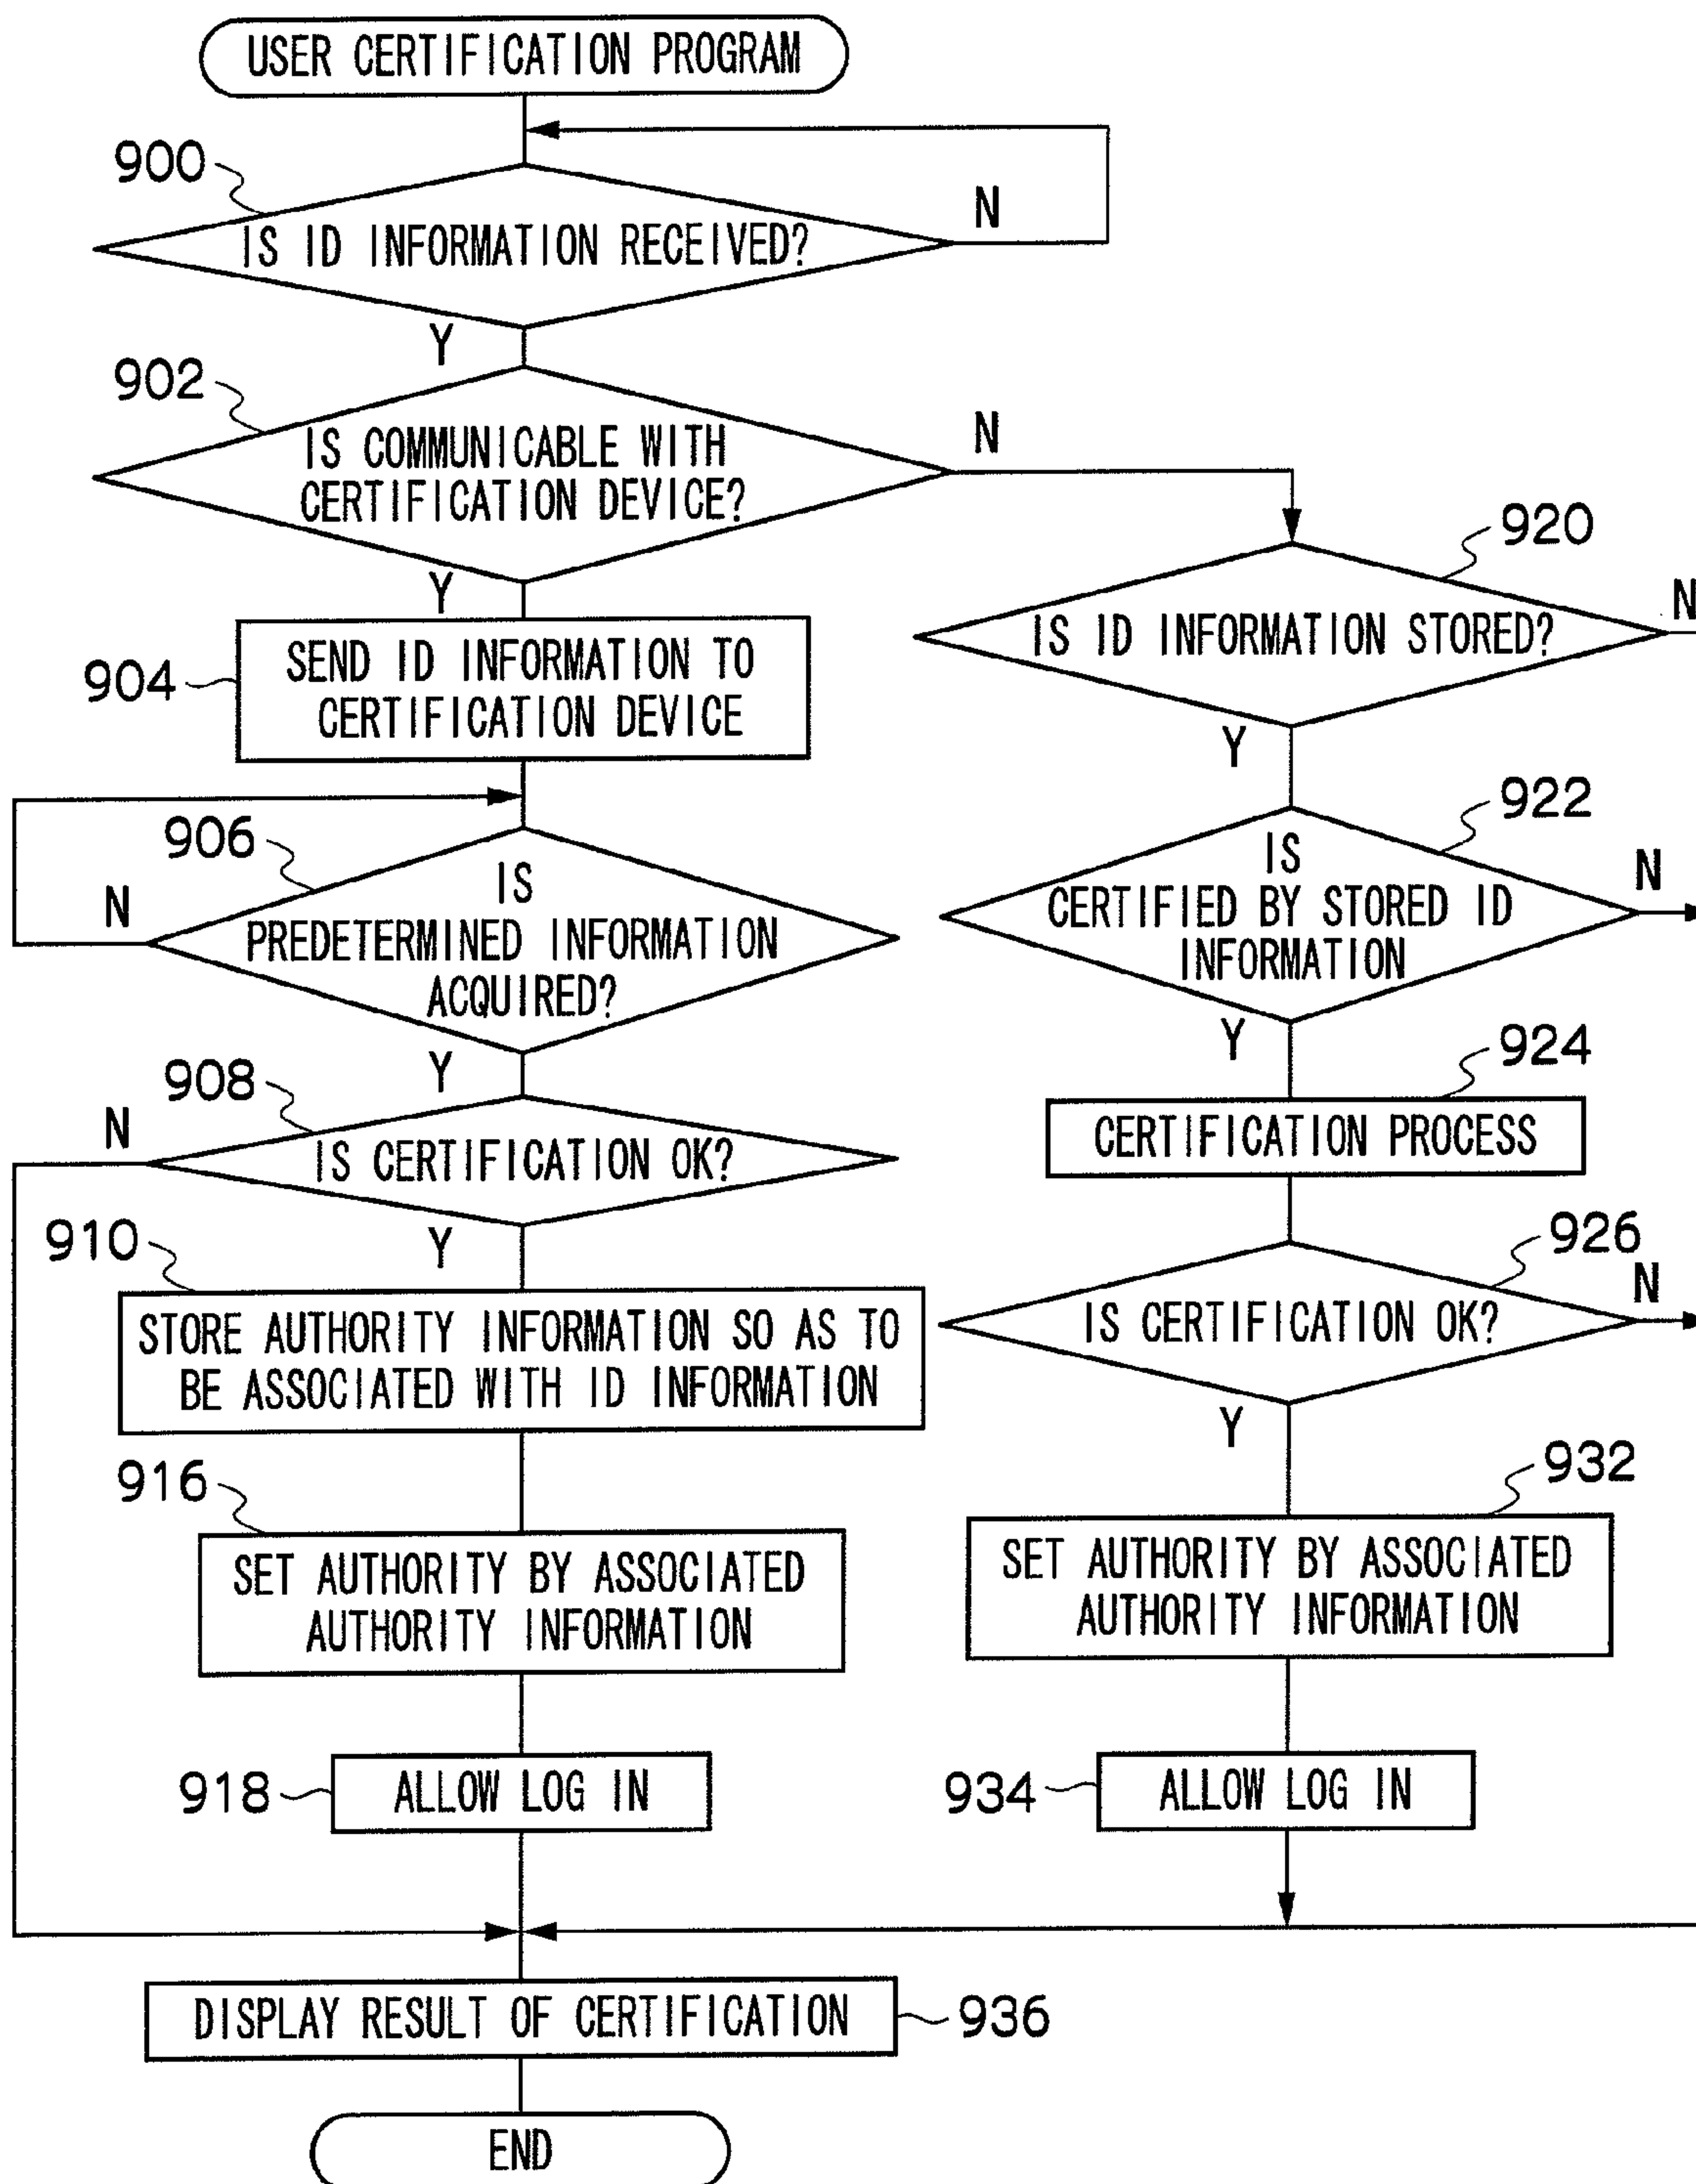 USER CERTIFICATION PROGRAM
900
IS ID INFORMATION RECEIVED?
N
Y
902
IS COMMUNICABLE WITH
CERTIFICATION DEVICE?
N
Y
904
SEND ID INFORMATION TO
CERTIFICATION DEVICE
906
IS
PREDETERMINED INFORMATION
ACQUIRED?
N
Y
908
IS CERTIFICATION OK?
N
Y
910
STORE AUTHORITY INFORMATION SO AS TO
BE ASSOCIATED WITH ID INFORMATION
916
SET AUTHORITY BY ASSOCIATED
AUTHORITY INFORMATION
918
ALLOW LOG IN
920
IS ID INFORMATION STORED?
N
Y
922
IS
CERTIFIED BY STORED ID
INFORMATION
N
Y
924
CERTIFICATION PROCESS
926
IS CERTIFICATION OK?
N
Y
932
SET AUTHORITY BY ASSOCIATED
AUTHORITY INFORMATION
934
ALLOW LOG IN
DISPLAY RESULT OF CERTIFICATION
936
END